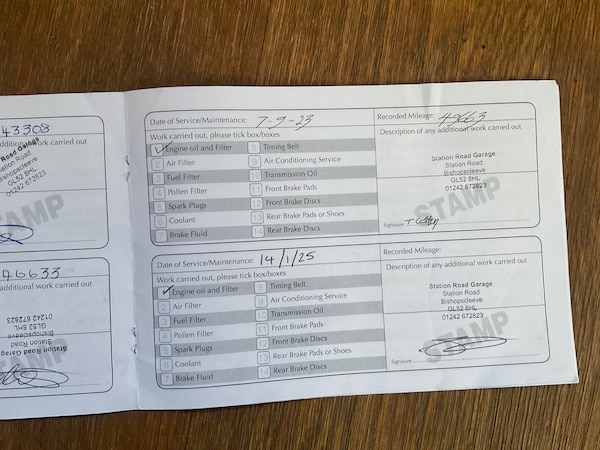 43308
additional work carried out
Road Garage
Station Road
Bishopscleeve
GL52 8HL
01242 672823
STAMP
46633
additional work carried out
Station Road Garage
Station Road
Bishopscleeve
GL52 8HL
01242 672823
STAMP
Date of Service/Maintenance: 7-9-23
Recorded Mileage:
Work carried out, please tick box/boxes
Description of any additional work carried out
✓ Engine oil and Filter 8 Timing Belt
2 Air Filter 9 Air Conditioning Service
3 Fuel Filter 10 Transmission Oil
4 Pollen Filter 11 Front Brake Pads
5 Spark Plugs 12 Front Brake Discs
6 Coolant 13 Rear Brake Pads or Shoes
7 Brake Fluid 14 Rear Brake Discs
Station Road Garage
Station Road
Bishopscleeve
GL52 8HL
01242 672823
STAMP
Signature
Date of Service/Maintenance: 14/1/25
Recorded Mileage:
Work carried out, please tick box/boxes
Description of any additional work carried out
✓ Engine oil and Filter 8 Timing Belt
2 Air Filter 9 Air Conditioning Service
3 Fuel Filter 10 Transmission Oil
4 Pollen Filter 11 Front Brake Pads
5 Spark Plugs 12 Front Brake Discs
6 Coolant 13 Rear Brake Pads or Shoes
7 Brake Fluid 14 Rear Brake Discs
Station Road Garage
Station Road
Bishopscleeve
GL52 8HL
01242 672823
STAMP
Signature